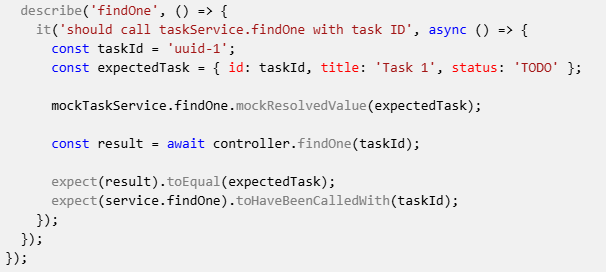 describe('findOne', () => {
it('should call taskService.findOne with task ID', async () => {
const taskId = 'uuid-1';
const expectedTask = { id: taskId, title: 'Task 1', status: 'TODO' };
mockTaskService.findOne.mockResolvedValue(expectedTask);
const result = await controller.findOne(taskId);
expect(result).toEqual(expectedTask);
expect(service.findOne).toHaveBeenCalledWith(taskId);
});
});
});